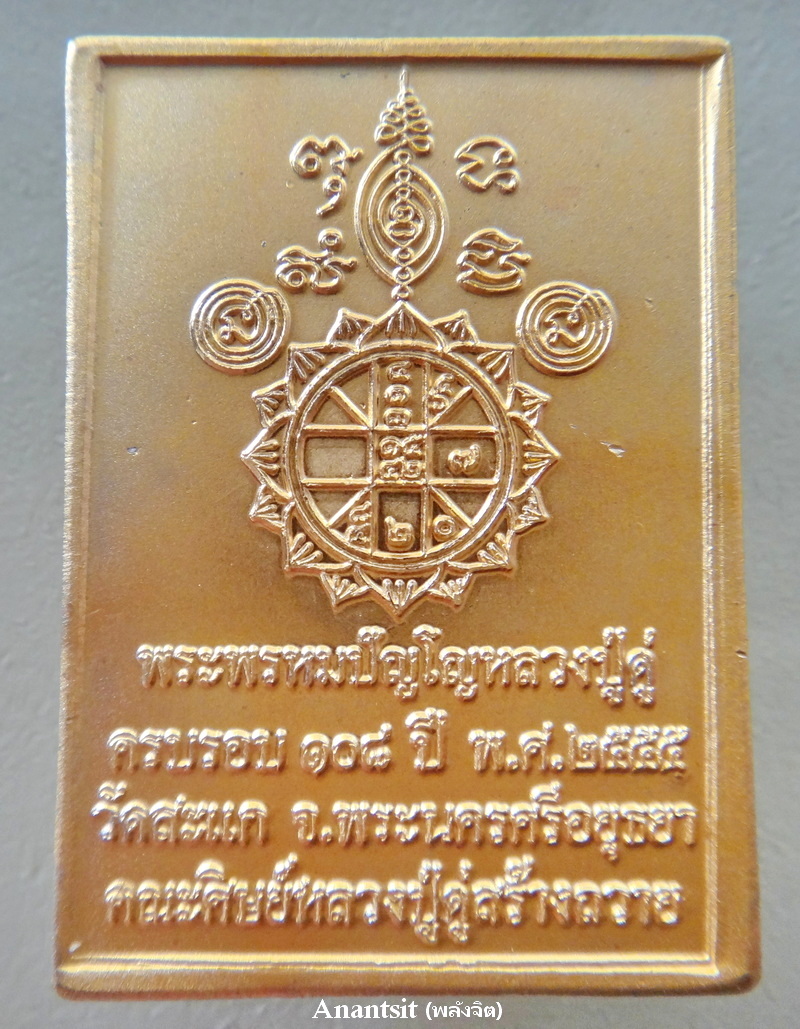 พระพรหมปัญโญหลวงปู่ดู่
ครบรอบ ๑๐๘ ปี พ.ศ.๒๕๕๕
วัดสะแก จ.พระนครศรีอยุธยา
คณะศิษย์หลวงปู่ดู่สร้างถวาย
Anantsit (พลังจิต)